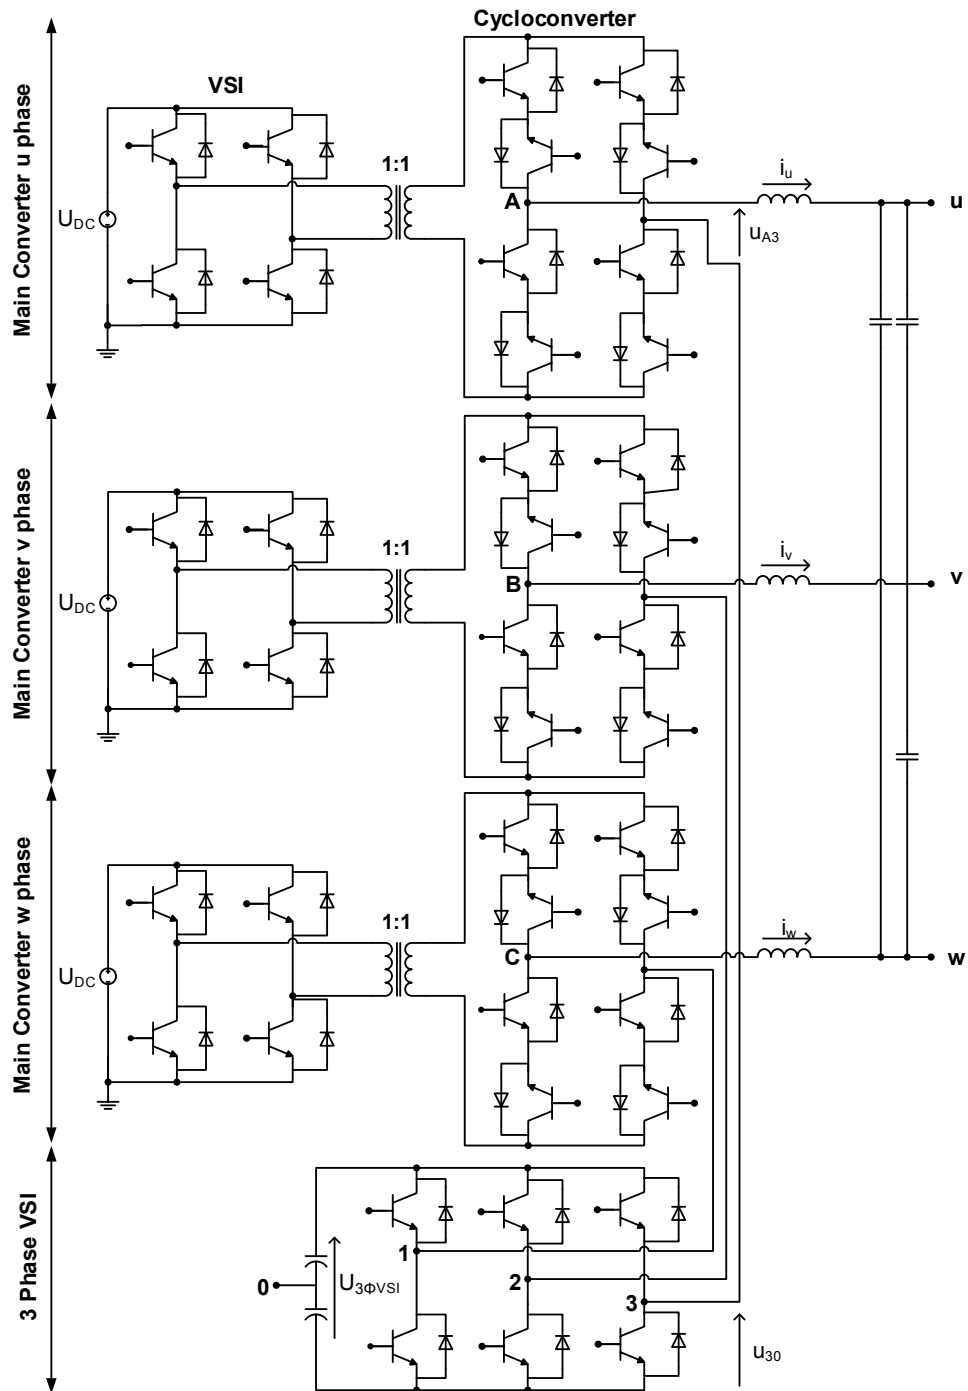 Cycloconverter
VSI
Main Converter u phase
1:1
U_DC
A
i_u
u
u_A3
Main Converter v phase
1:1
U_DC
B
i_v
v
Main Converter w phase
1:1
U_DC
C
i_w
w
3 Phase VSI
1
0
U_3ΦVSI
2
3
u_30